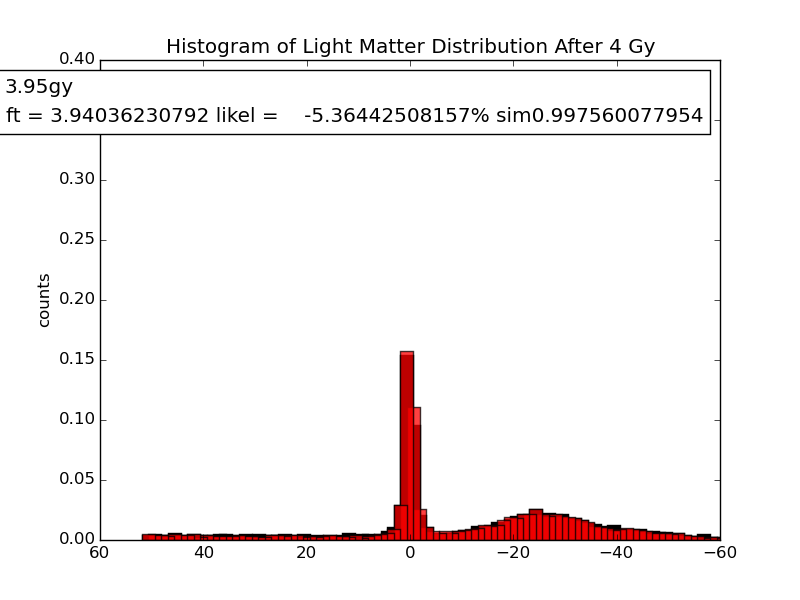 Histogram of Light Matter Distribution After 4 Gy
0.40
3.95gy
ft = 3.94036230792 likel =    -5.36442508157% sim0.997560077954
0.30
0.25
0.20
counts
0.15
0.10
0.05
0.00
60 40 20 0 −20 −40 −60